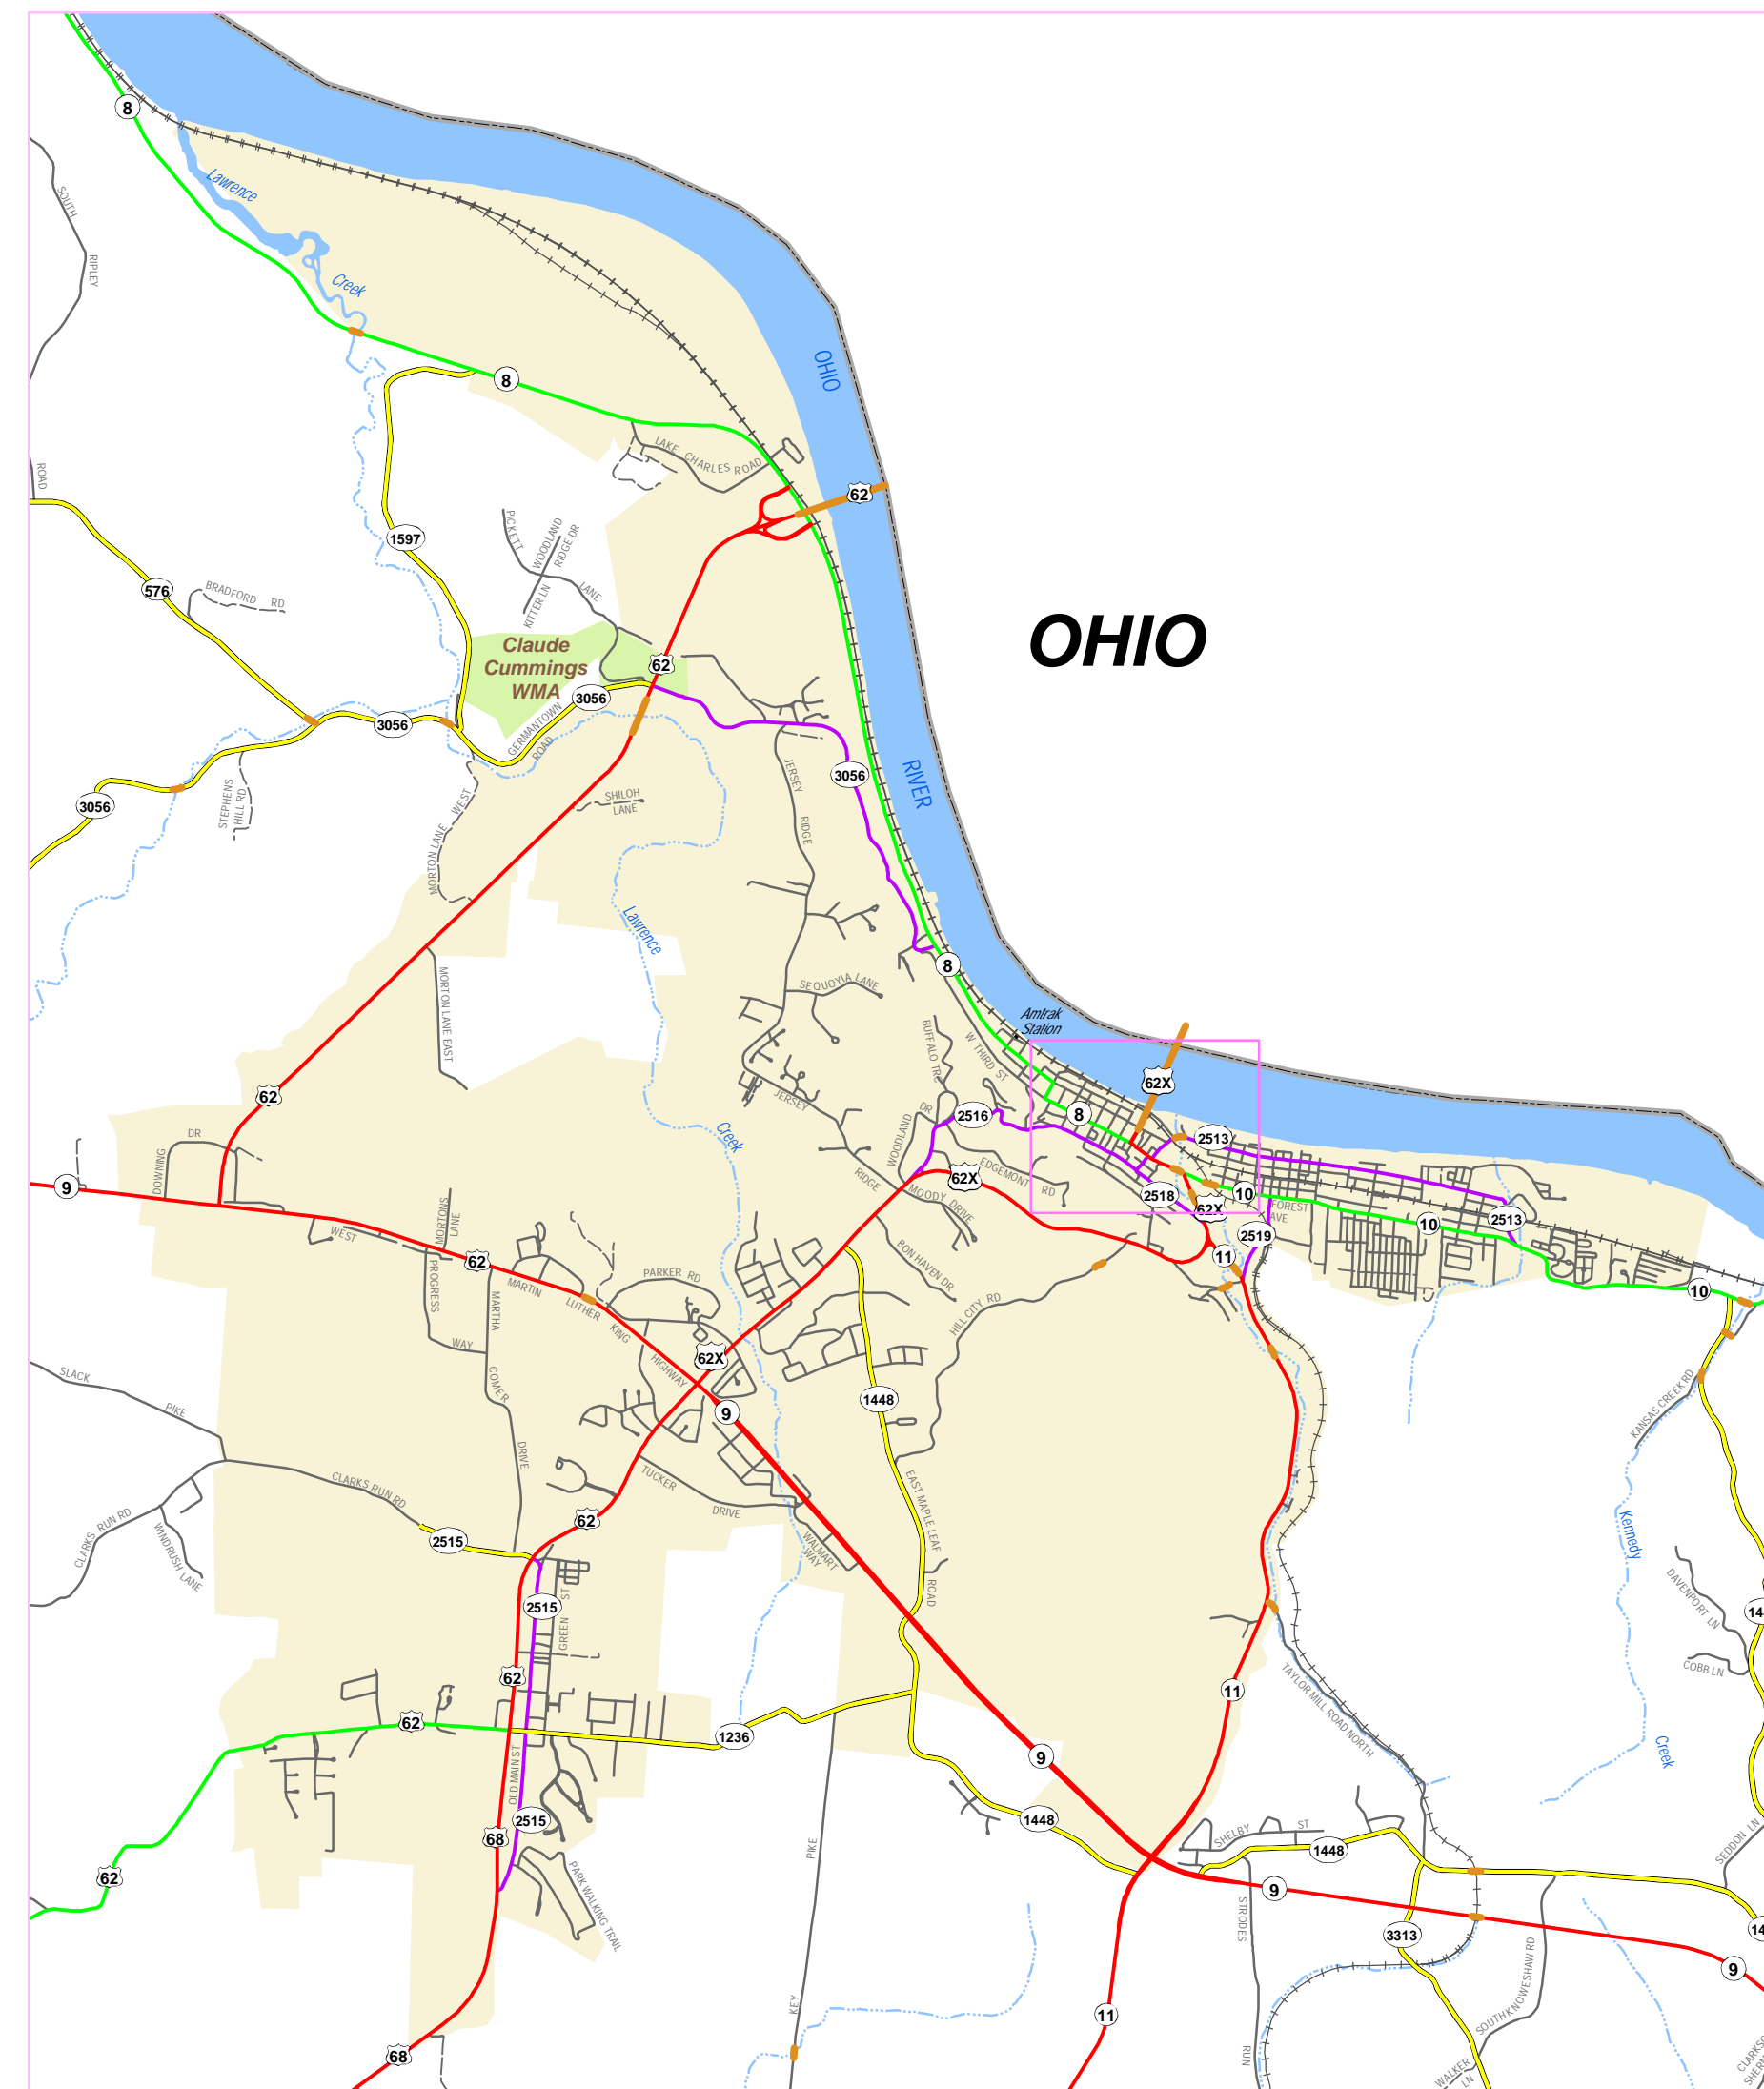 8
Lawrence
Creek
SOUTH
RIPLEY
ROAD
OHIO
8
LAKE CHARLES ROAD
62
1597
PICKETT
LANE
WOODLAND
RIDGE DR
KITTER LN
576
BRADFORD RD
OHIO
Claude
Cummings
WMA
62
3056
3056
GERMANTOWN
ROAD
3056
3056
RIVER
STEPHENS
HILL RD
SHILOH
LANE
JERSEY
RIDGE
MORTON LANE WEST
Lawrence
8
SEQUOYIA LANE
MORTON LANE EAST
Amtrak
Station
BUFFALO TRC
W THIRD ST
62
62X
JERSEY
DR
2516
8
Creek
DR
WOODLAND
2513
DOWNING
9
RIDGE
62X
EDGEMONT RD
MOODY DRIVE
2518
62X
10
FOREST
AVE
10
2513
2519
11
MORTONS
LANE
WEST
62
BON HAVEN DR
PARKER RD
PROGRESS
WAY
MARTHA
COMER
DRIVE
MARTIN LUTHER KING
HIGHWAY
HILL CITY RD
10
62X
SLACK
PIKE
1448
9
KANSAS CREEK RD
CLARKS RUN RD
CLARKS RUN RD
WINDRUSH LANE
TUCKER
DRIVE
EAST MAPLE LEAF
ROAD
62
2515
WALMART
WAY
Kennedy
Creek
DAVENPORT LN
2515
GREEN ST
14
COBB LN
62
11
TAYLOR MILL ROAD NORTH
62
1236
9
OLD MAIN ST
2515
68
1448
SHELBY ST
1448
PIKE
KEY
SEDDON LN
62
PARK WALKING TRAIL
9
STRODES
RUN
3313
14
SOUTH KNOWESHAW RD
9
11
68
WALKER
LN